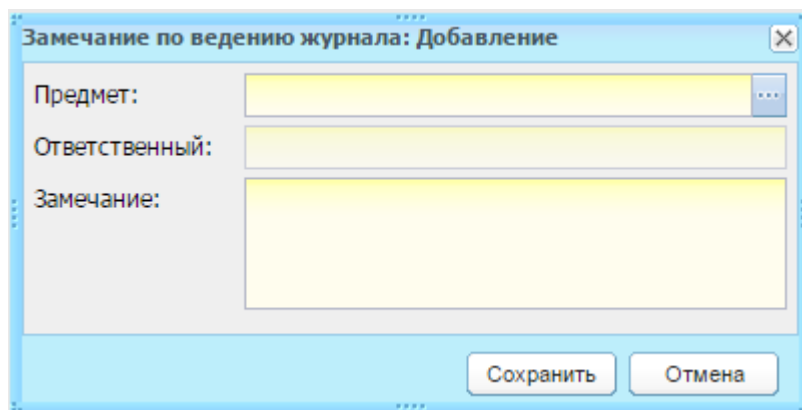 Замечание по ведению журнала: Добавление
Предмет:
Ответственный:
Замечание:
Сохранить Отмена